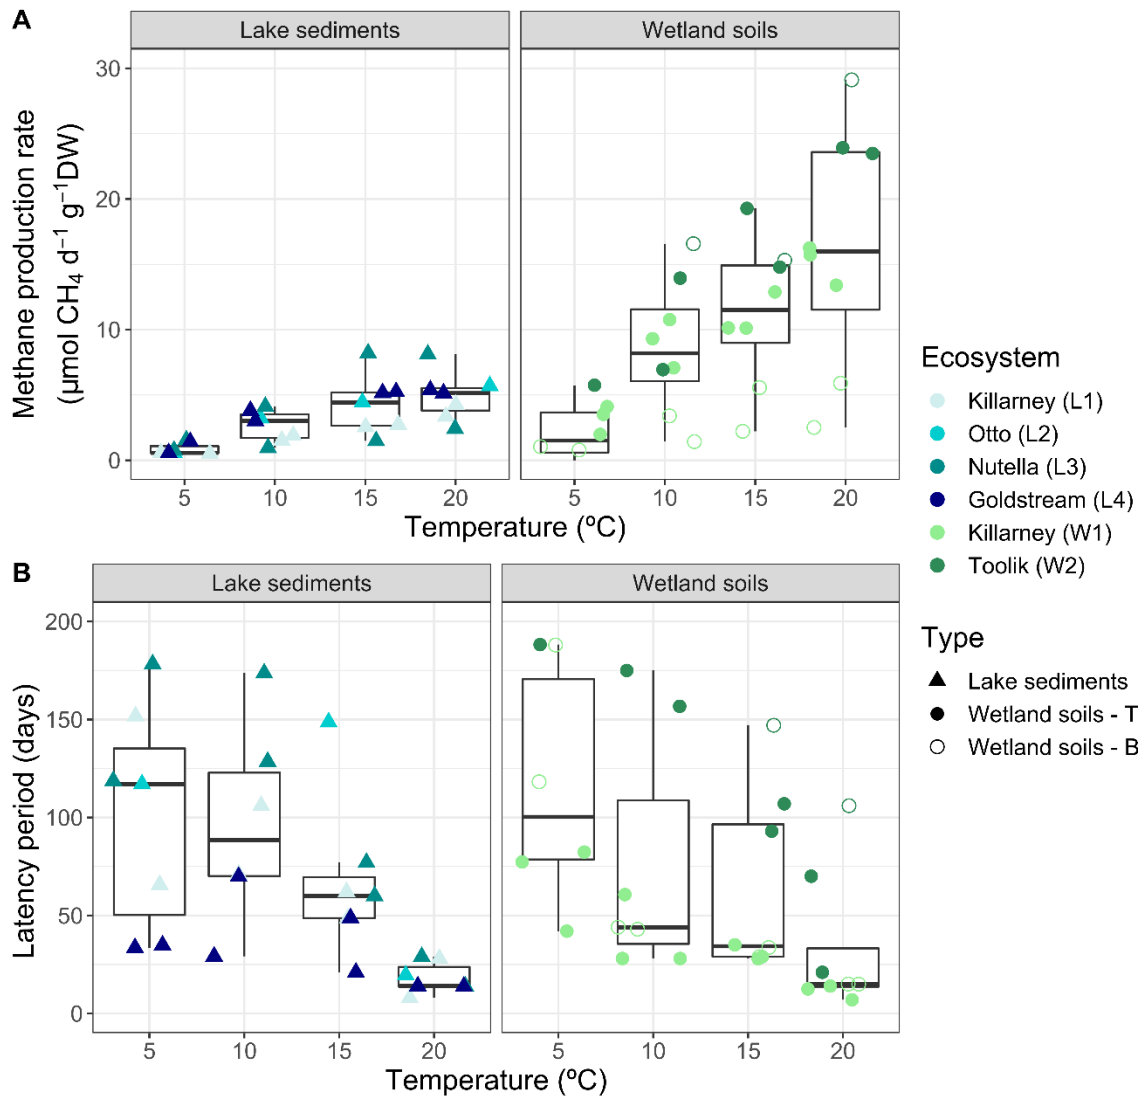 A
Lake sediments
Wetland soils
Methane production rate
(µmol CH₄ d⁻¹ g⁻¹DW)
30
20
10
0
5 10 15 20
5 10 15 20
Temperature (ºC)
Ecosystem
Killarney (L1)
Otto (L2)
Nutella (L3)
Goldstream (L4)
Killarney (W1)
Toolik (W2)
Type
Lake sediments
Wetland soils - T
Wetland soils - B
B
Lake sediments
Wetland soils
Latency period (days)
200
150
100
50
0
5 10 15 20
5 10 15 20
Temperature (ºC)